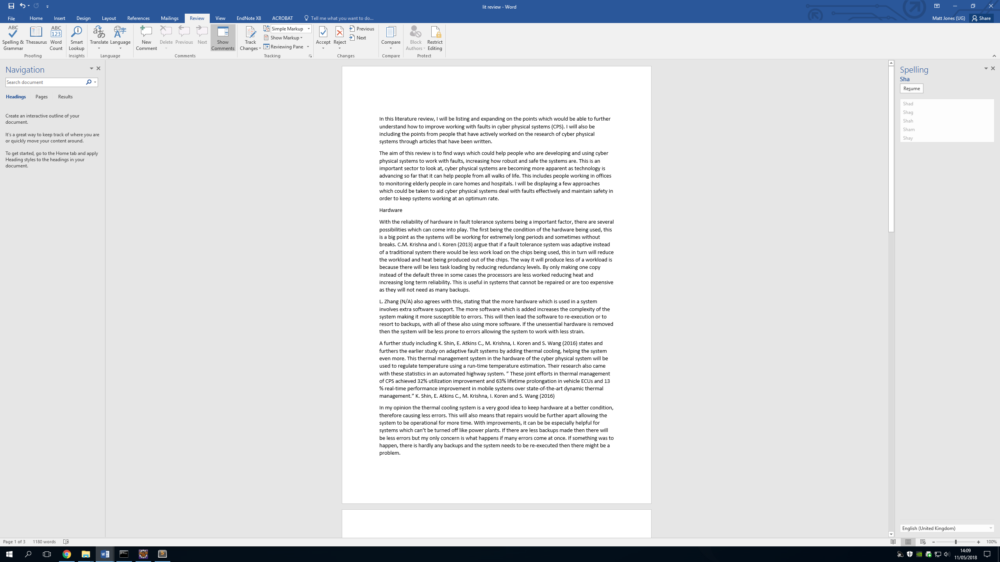 lit review - Word
File Home Insert Design Layout References Mailings Review View EndNote X8 ACROBAT Tell me what you want to do... Matt Jones (UG) Share
ABC Spelling & Grammar
Thesaurus
ABC 123 Word Count
Smart Lookup
Translate
Language
New Comment
Delete
Previous
Next
Show Comments
Track Changes
Simple Markup
Show Markup
Reviewing Pane
Accept
Reject
Previous
Next
Compare
Block Authors
Restrict Editing
Proofing Insights Language Comments Tracking Changes Compare Protect
Navigation
Search document
Headings Pages Results
Create an interactive outline of your
document.
It's a great way to keep track of where you are
or quickly move your content around.
To get started, go to the Home tab and apply
Heading styles to the headings in your
document.
In this literature review, I will be listing and expanding on the points which would be able to further
understand how to improve working with faults in cyber physical systems (CPS). I will also be
including the points from people that have actively worked on the research of cyber physical
systems through articles that have been written.
The aim of this review is to find ways which could help people who are developing and using cyber
physical systems to work with faults, increasing how robust and safe the systems are. This is an
important sector to look at, cyber physical systems are becoming more apparent as technology is
advancing so far that it can help people from all walks of life. This includes people working in offices
to monitoring elderly people in care homes and hospitals. I will be displaying a few approaches
which could be taken to aid cyber physical systems deal with faults effectively and maintain safety in
order to keep systems working at an optimum rate.
Hardware
With the reliability of hardware in fault tolerance systems being a important factor, there are several
possibilities which can come into play. The first being the condition of the hardware being used, this
is a big point as the systems will be working for extremely long periods and sometimes without
breaks. C.M. Krishna and I. Koren (2013) argue that if a fault tolerance system was adaptive instead
of a traditional system there would be less work load on the chips being used, this in turn will reduce
the workload and heat being produced out of the chips. The way it will produce less of a workload is
because there will be less task loading by reducing redundancy levels. By only making one copy
instead of the default three in some cases the processors are less worked reducing heat and
increasing long term reliability. This is useful in systems that cannot be repaired or are too expensive
as they will not need as many backups.
L. Zhang (N/A) also agrees with this, stating that the more hardware which is used in a system
involves extra software support. The more software which is added increases the complexity of the
system making it more susceptible to errors. This will then lead the software to re-execution or to
resort to backups, with all of these also using more software. If the unessential hardware is removed
then the system will be less prone to errors allowing the system to work with less strain.
A further study including K. Shin, E. Atkins C., M. Krishna, I. Koren and S. Wang (2016) states and
furthers the earlier study on adaptive fault systems by adding thermal cooling, helping the system
even more. This thermal management system in the hardware of the cyber physical system will be
used to regulate temperature using a run-time temperature estimation. Their research also came
with these statistics in an automated highway system. ” These joint efforts in thermal management
of CPS achieved 32% utilization improvement and 63% lifetime prolongation in vehicle ECUs and 13
% real-time performance improvement in mobile systems over state-of-the-art dynamic thermal
management.” K. Shin, E. Atkins C., M. Krishna, I. Koren and S. Wang (2016)
In my opinion the thermal cooling system is a very good idea to keep hardware at a better condition,
therefore causing less errors. This will also means that repairs would be further apart allowing the
system to be operational for more time. With improvements, it can be be especially helpful for
systems which can’t be turned off like power plants. If there are less backups made then there will
be less errors but my only concern is what happens if many errors come at once. If something was to
happen, there is hardly any backups and the system needs to be re-executed then there might be a
problem.
Spelling
Sha
Resume
Shad
Shag
Shah
Sham
Shay
English (United Kingdom)
Page 1 of 3 1180 words 100%
14:09
11/05/2018